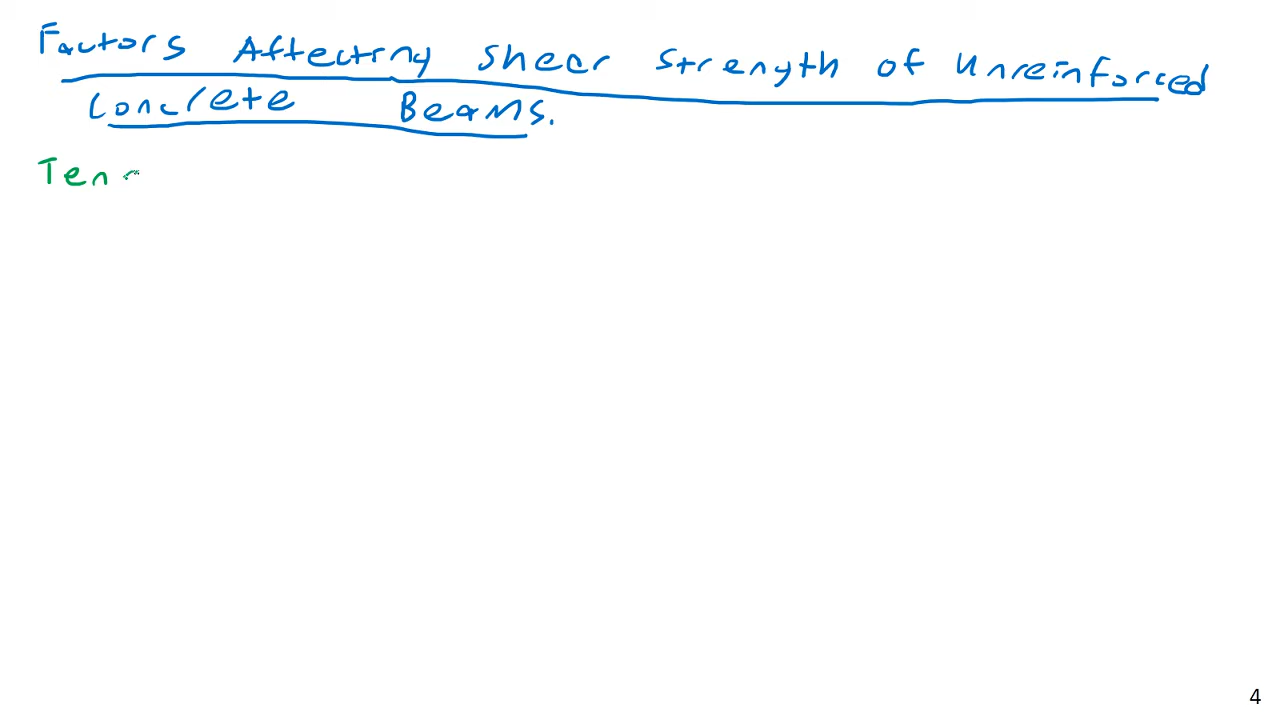 Factors Affecting Shear Strength of Unreinforced
Concrete Beams.
Ten
4